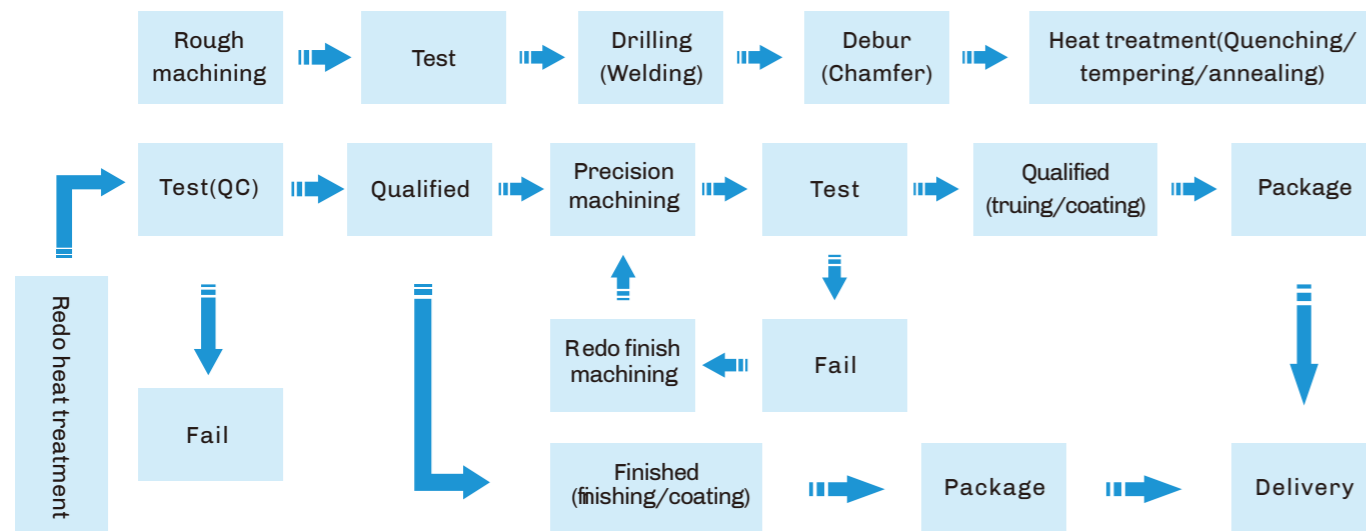 Rough
machining
Test
Drilling
(Welding)
Debur
(Chamfer)
Heat treatment(Quenching/
tempering/annealing)
Test(QC)
Qualified
Precision
machining
Test
Qualified
(truing/coating)
Package
Redo heat treatment
Redo finish
machining
Fail
Fail
Finished
(finishing/coating)
Package
Delivery